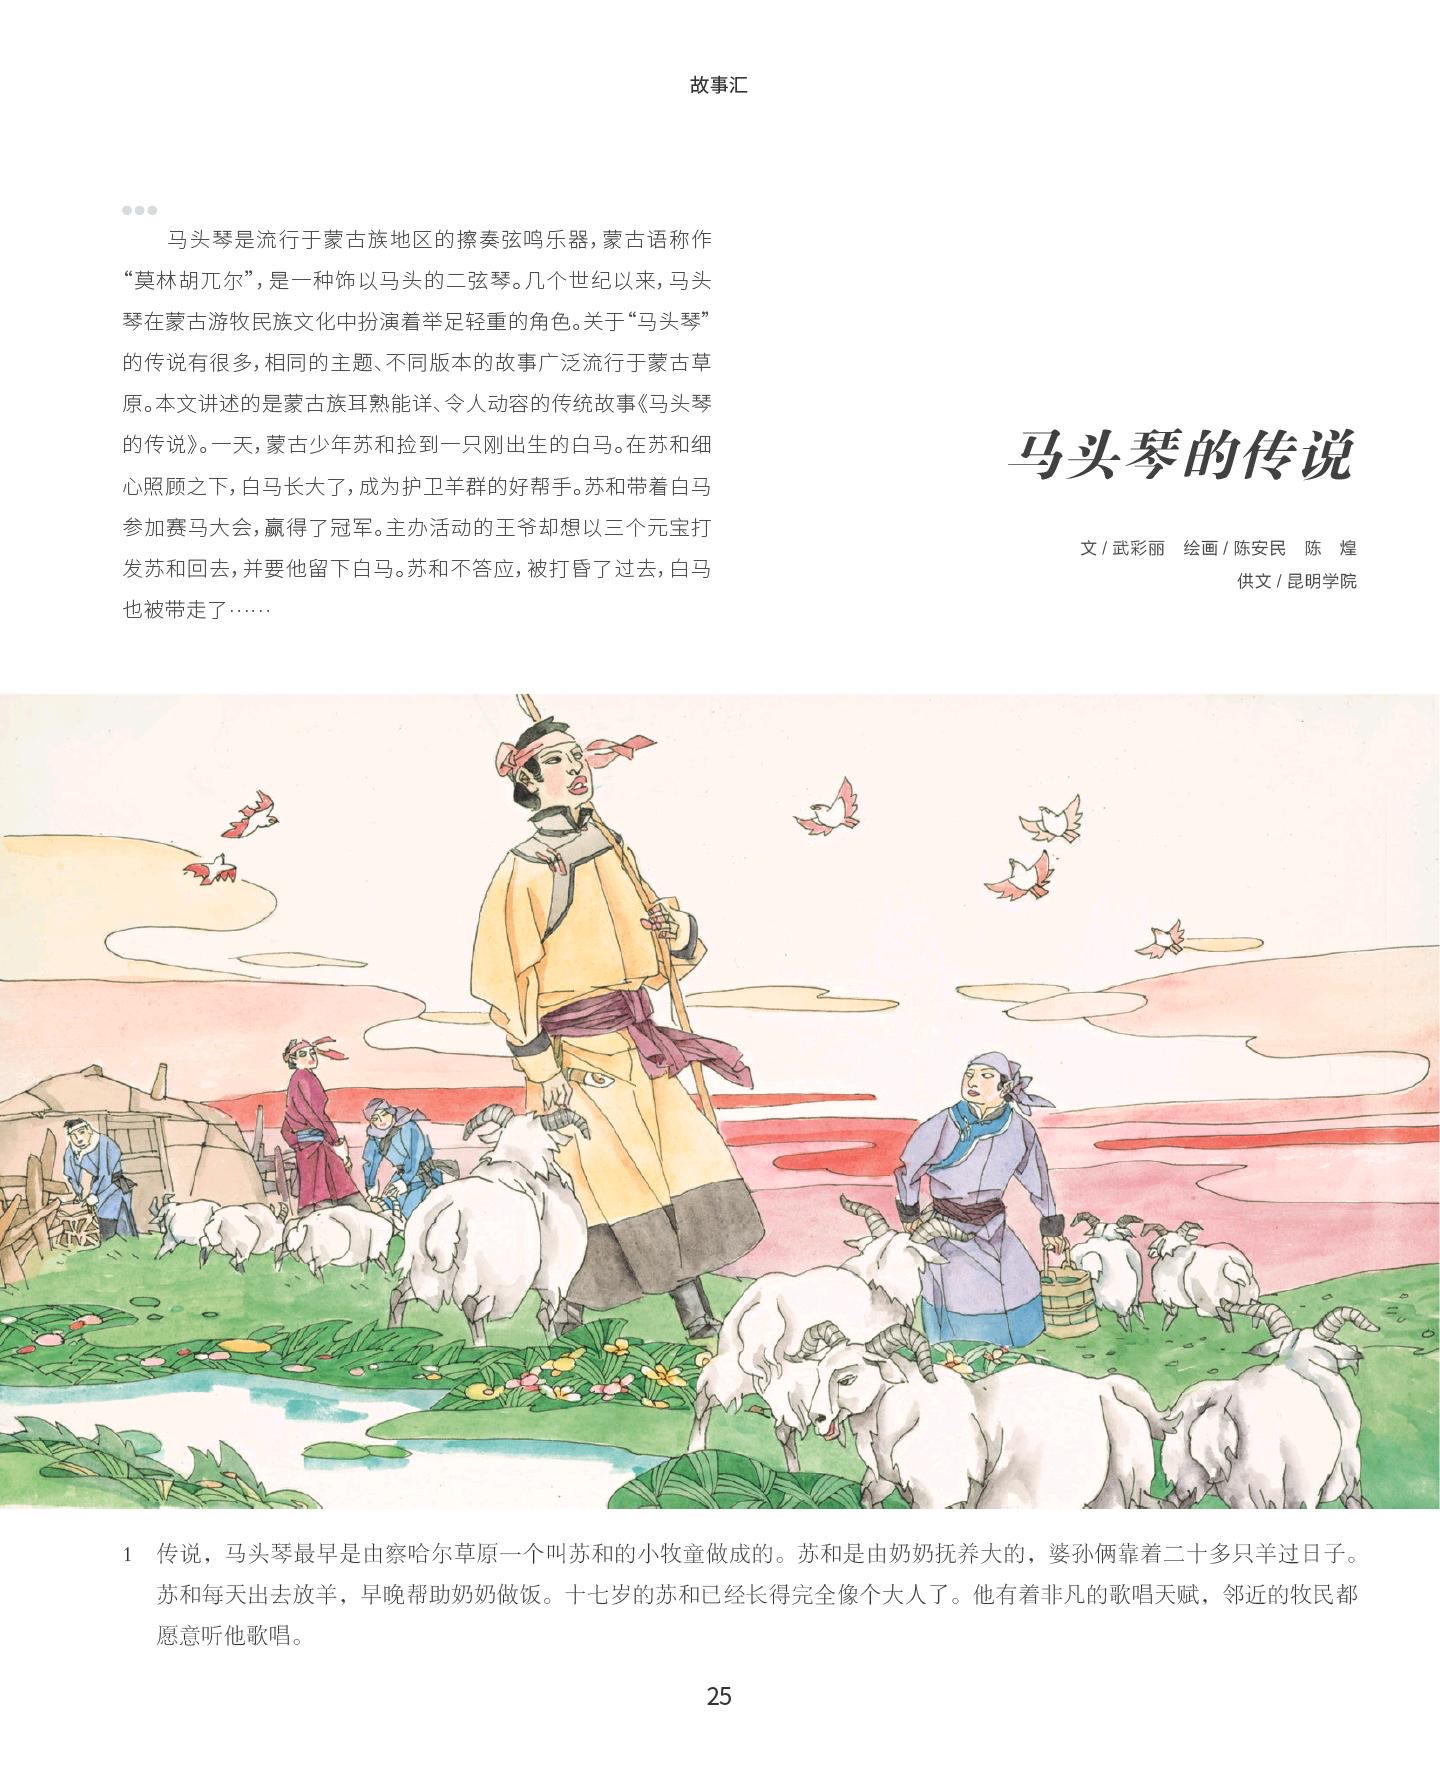 故事汇
马头琴是流行于蒙古族地区的擦奏弦鸣乐器，蒙古语称作
“莫林胡兀尔”，是一种饰以马头的二弦琴。几个世纪以来，马头
琴在蒙古游牧民族文化中扮演着举足轻重的角色。关于“马头琴”
的传说有很多，相同的主题、不同版本的故事广泛流行于蒙古草
原。本文讲述的是蒙古族耳熟能详、令人动容的传统故事《马头琴
的传说》。一天，蒙古少年苏和捡到一只刚出生的白马。在苏和细
心照顾之下，白马长大了，成为护卫羊群的好帮手。苏和带着白马
参加赛马大会，赢得了冠军。主办活动的王爷却想以三个元宝打
发苏和回去，并要他留下白马。苏和不答应，被打昏了过去，白马
也被带走了……
马头琴的传说
文 / 武彩丽　绘画 / 陈安民　陈　煌
供文 / 昆明学院
1　传说，马头琴最早是由察哈尔草原一个叫苏和的小牧童做成的。苏和是由奶奶抚养大的，婆孙俩靠着二十多只羊过日子。
苏和每天出去放羊，早晚帮助奶奶做饭。十七岁的苏和已经长得完全像个大人了。他有着非凡的歌唱天赋，邻近的牧民都
愿意听他歌唱。
25